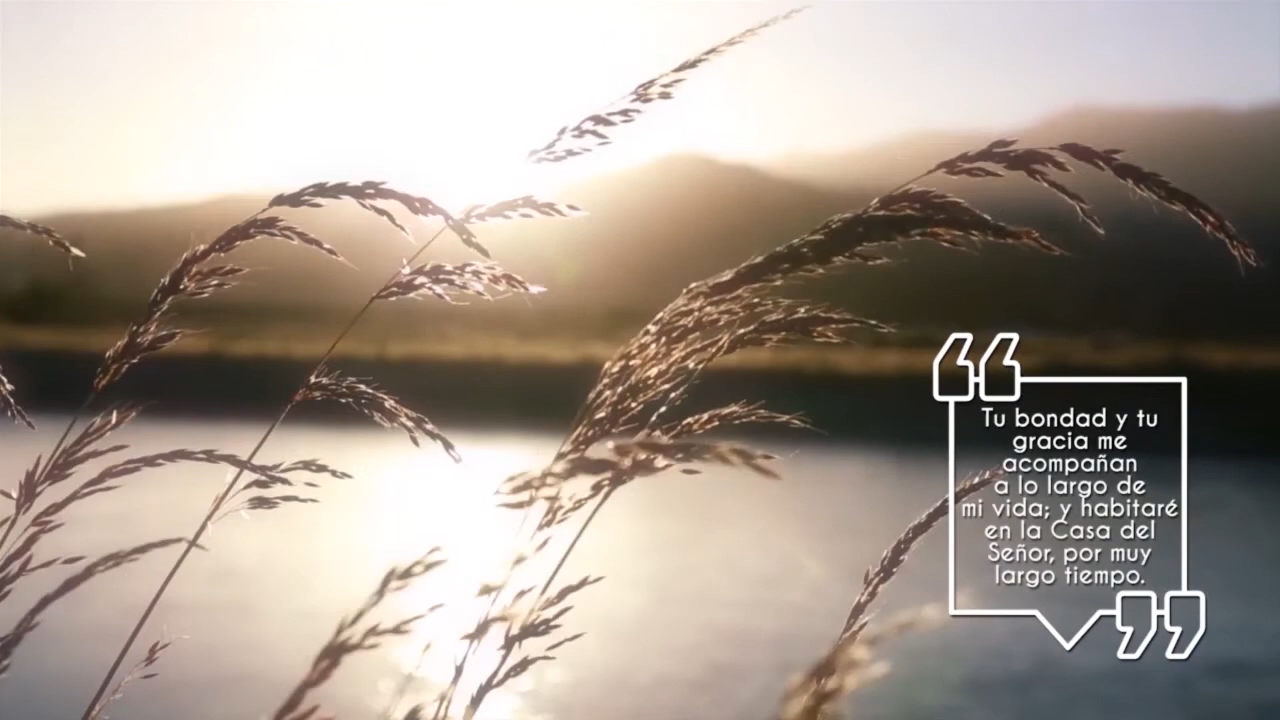 Tu bondad y tu
gracia me
acompañan
a lo largo de
mi vida; y habitaré
en la Casa del
Señor, por muy
largo tiempo.